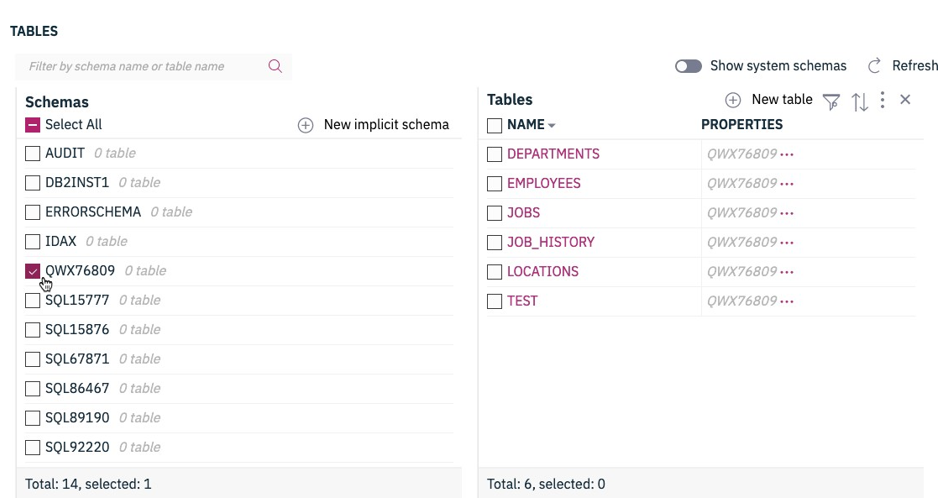 TABLES
Filter by schema name or table name
Show system schemas
Refresh
Schemas
Select All
New implicit schema
AUDIT 0 table
DB2INST1 0 table
ERRORSCHEMA 0 table
IDAX 0 table
QWX76809 0 table
SQL15777 0 table
SQL15876 0 table
SQL67871 0 table
SQL86467 0 table
SQL89190 0 table
SQL92220 0 table
Total: 14, selected: 1
Tables
New table
NAME PROPERTIES
DEPARTMENTS QWX76809 ...
EMPLOYEES QWX76809 ...
JOBS QWX76809 ...
JOB_HISTORY QWX76809 ...
LOCATIONS QWX76809 ...
TEST QWX76809 ...
Total: 6, selected: 0